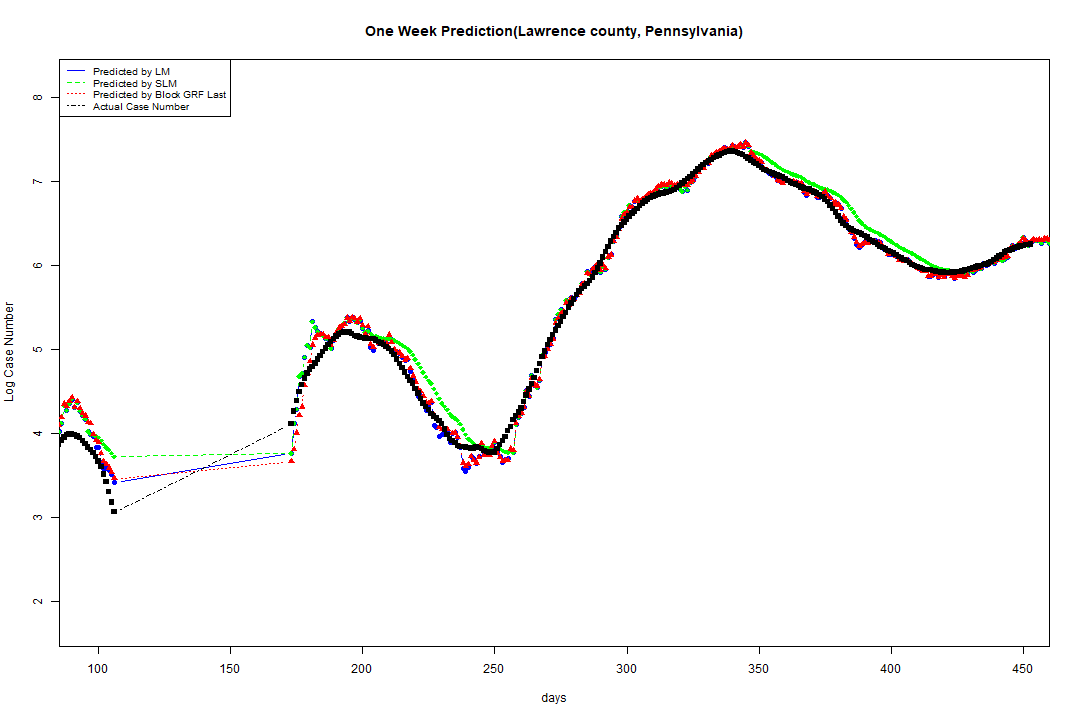 One Week Prediction(Lawrence county, Pennsylvania)
Predicted by LM
Predicted by SLM
Predicted by Block GRF Last
Actual Case Number
8
7
6
5
4
3
2
Log Case Number
100 150 200 250 300 350 400 450
days